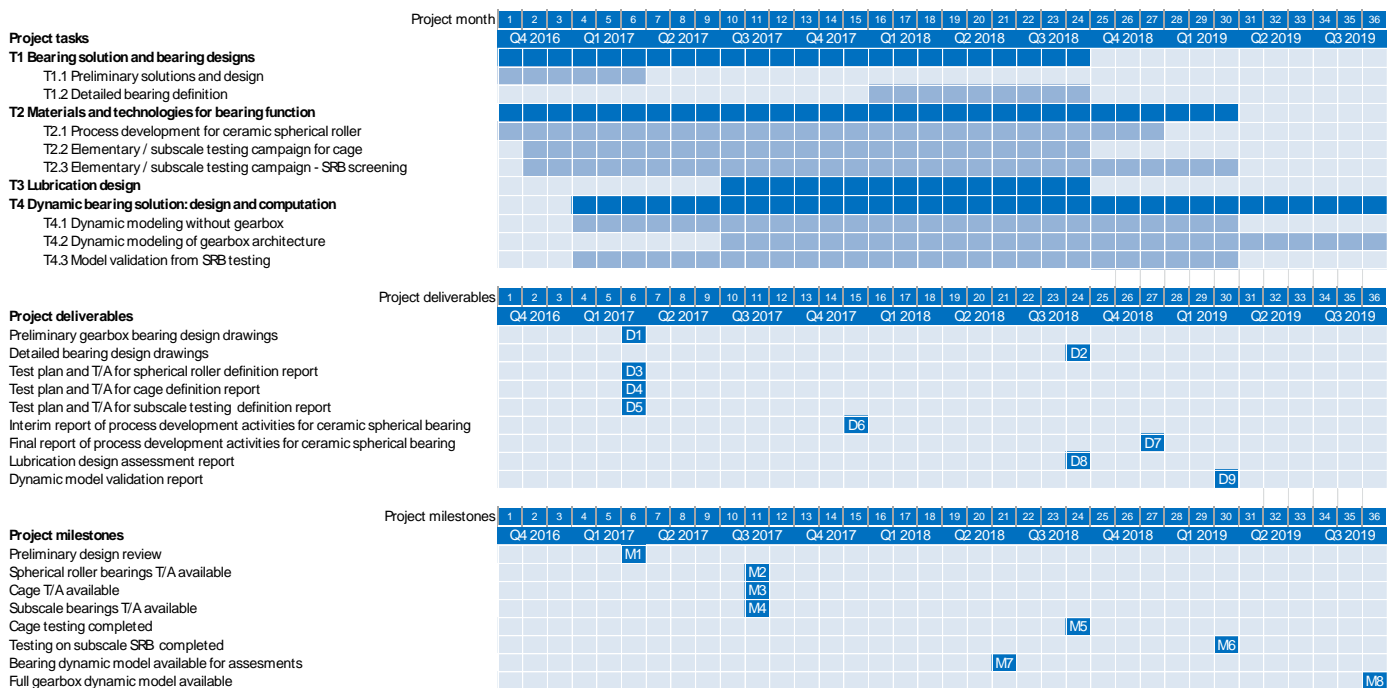 Project month 1 2 3 4 5 6 7 8 9 10 11 12 13 14 15 16 17 18 19 20 21 22 23 24 25 26 27 28 29 30 31 32 33 34 35 36
Project tasks Q4 2016 Q1 2017 Q2 2017 Q3 2017 Q4 2017 Q1 2018 Q2 2018 Q3 2018 Q4 2018 Q1 2019 Q2 2019 Q3 2019
T1 Bearing solution and bearing designs
T1.1 Preliminary solutions and design
T1.2 Detailed bearing definition
T2 Materials and technologies for bearing function
T2.1 Process development for ceramic spherical roller
T2.2 Elementary / subscale testing campaign for cage
T2.3 Elementary / subscale testing campaign - SRB screening
T3 Lubrication design
T4 Dynamic bearing solution: design and computation
T4.1 Dynamic modeling without gearbox
T4.2 Dynamic modeling of gearbox architecture
T4.3 Model validation from SRB testing
Project deliverables 1 2 3 4 5 6 7 8 9 10 11 12 13 14 15 16 17 18 19 20 21 22 23 24 25 26 27 28 29 30 31 32 33 34 35 36
Project deliverables Q4 2016 Q1 2017 Q2 2017 Q3 2017 Q4 2017 Q1 2018 Q2 2018 Q3 2018 Q4 2018 Q1 2019 Q2 2019 Q3 2019
Preliminary gearbox bearing design drawings D1
Detailed bearing design drawings D2
Test plan and T/A for spherical roller definition report D3
Test plan and T/A for cage definition report D4
Test plan and T/A for subscale testing definition report D5
Interim report of process development activities for ceramic spherical bearing D6
Final report of process development activities for ceramic spherical bearing D7
Lubrication design assessment report D8
Dynamic model validation report D9
Project milestones 1 2 3 4 5 6 7 8 9 10 11 12 13 14 15 16 17 18 19 20 21 22 23 24 25 26 27 28 29 30 31 32 33 34 35 36
Project milestones Q4 2016 Q1 2017 Q2 2017 Q3 2017 Q4 2017 Q1 2018 Q2 2018 Q3 2018 Q4 2018 Q1 2019 Q2 2019 Q3 2019
Preliminary design review M1
Spherical roller bearings T/A available M2
Cage T/A available M3
Subscale bearings T/A available M4
Cage testing completed M5
Testing on subscale SRB completed M6
Bearing dynamic model available for assesments M7
Full gearbox dynamic model available M8